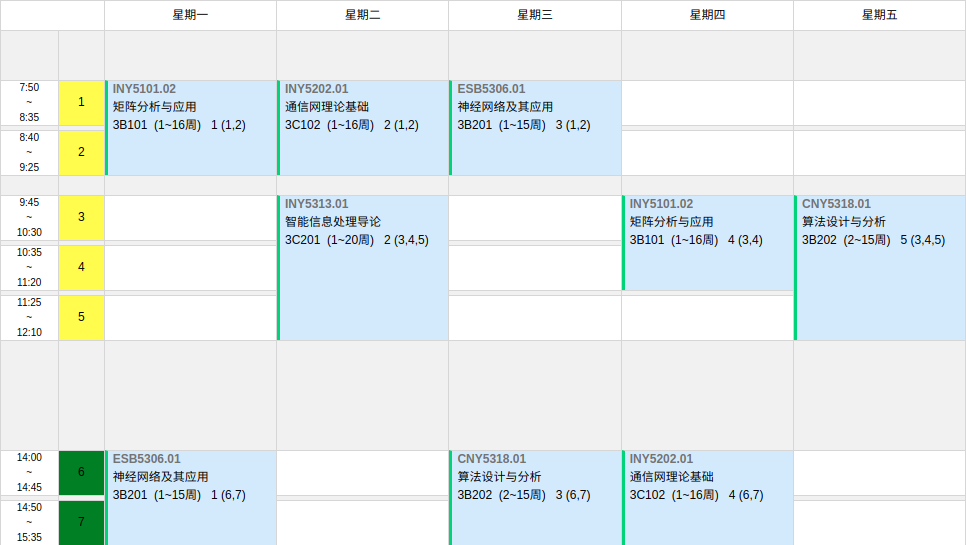 星期一 星期二 星期三 星期四 星期五
7:50
~
8:35
1
8:40
~
9:25
2
INY5101.02
矩阵分析与应用
3B101 (1~16周) 1 (1,2)
INY5202.01
通信网理论基础
3C102 (1~16周) 2 (1,2)
ESB5306.01
神经网络及其应用
3B201 (1~15周) 3 (1,2)
9:45
~
10:30
3
10:35
~
11:20
4
11:25
~
12:10
5
INY5313.01
智能信息处理导论
3C201 (1~20周) 2 (3,4,5)
INY5101.02
矩阵分析与应用
3B101 (1~16周) 4 (3,4)
CNY5318.01
算法设计与分析
3B202 (2~15周) 5 (3,4,5)
14:00
~
14:45
6
14:50
~
15:35
7
ESB5306.01
神经网络及其应用
3B201 (1~15周) 1 (6,7)
CNY5318.01
算法设计与分析
3B202 (2~15周) 3 (6,7)
INY5202.01
通信网理论基础
3C102 (1~16周) 4 (6,7)